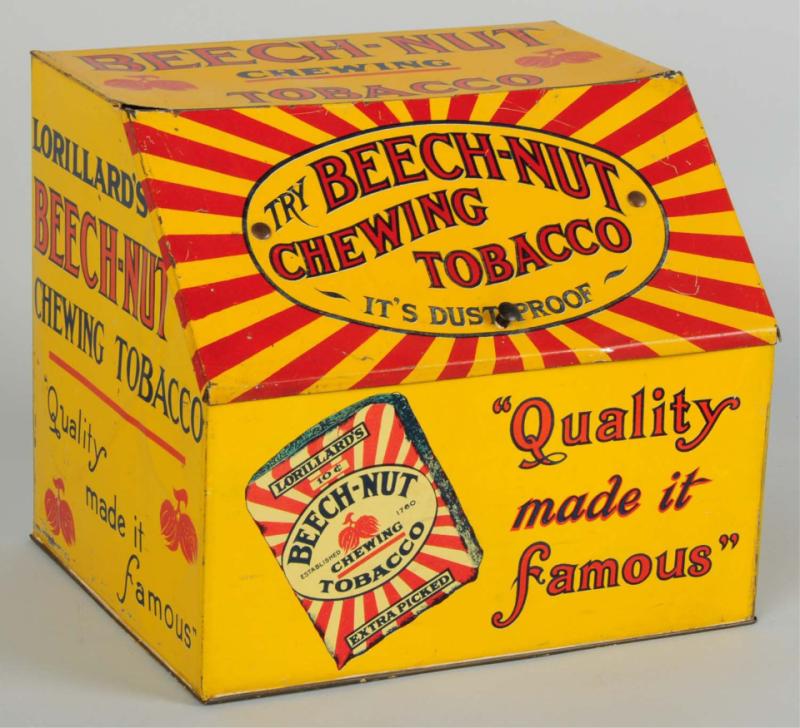 BEECH-NUT
CHEWING
TOBACCO
TRY BEECH-NUT
CHEWING
TOBACCO
IT'S DUST PROOF
LORILLARD'S
BEECH-NUT
CHEWING TOBACCO
"Quality
made it
famous"
LORILLARD'S
10¢
BEECH-NUT
ESTABLISHED 1760
CHEWING
TOBACCO
EXTRA PICKED
"Quality
made it
famous"